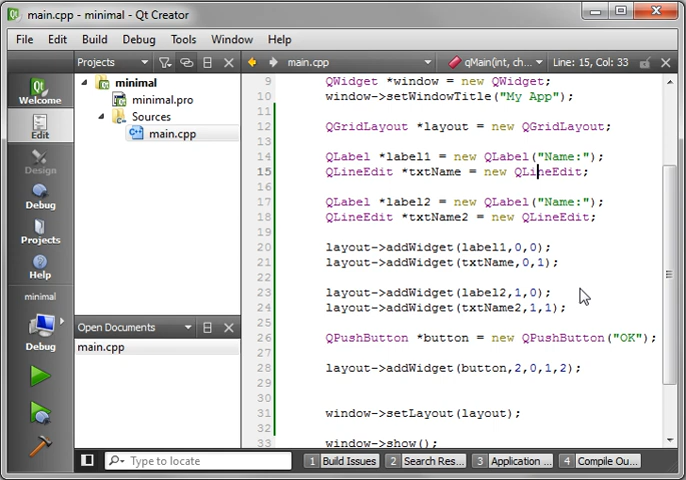 main.cpp - minimal - Qt Creator
File Edit Build Debug Tools Window Help
Projects
main.cpp
qMain(int, ch...
Line: 15, Col: 33
Welcome
Edit
Design
Debug
Projects
Help
minimal
Debug
minimal
minimal.pro
Sources
main.cpp
Open Documents
main.cpp
9 QWidget *window = new QWidget;
10 window->setWindowTitle("My App");
11
12 QGridLayout *layout = new QGridLayout;
13
14 QLabel *label1 = new QLabel("Name:");
15 QLineEdit *txtName = new QLineEdit;
16
17 QLabel *label2 = new QLabel("Name:");
18 QLineEdit *txtName2 = new QLineEdit;
19
20 layout->addWidget(label1,0,0);
21 layout->addWidget(txtName,0,1);
22
23 layout->addWidget(label2,1,0);
24 layout->addWidget(txtName2,1,1);
25
26 QPushButton *button = new QPushButton("OK");
27
28 layout->addWidget(button,2,0,1,2);
29
30
31 window->setLayout(layout);
32
33 window->show();
Type to locate
1 Build Issues
2 Search Res...
3 Application ...
4 Compile Ou...